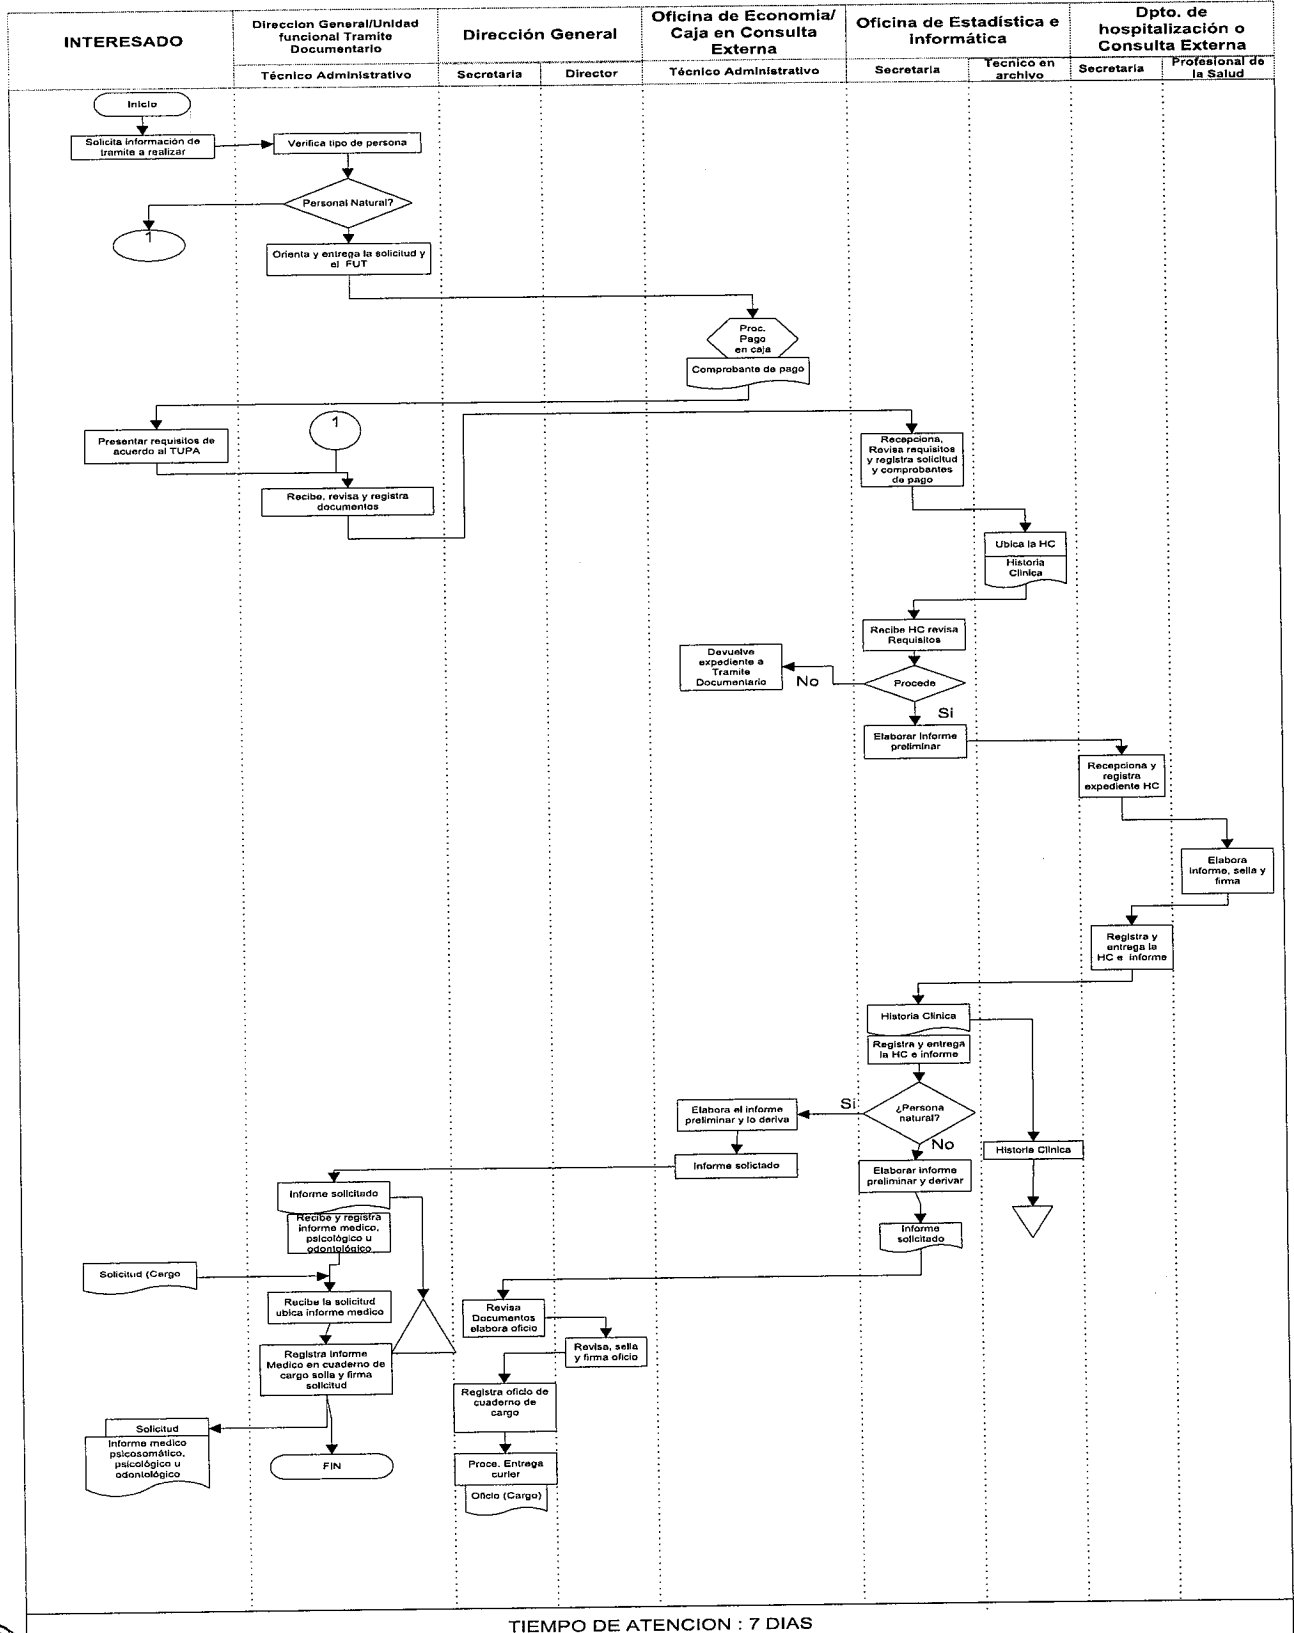 INTERESADO
Direccion General/Unidad
funcional Tramite
Documentario
Dirección General
Oficina de Economia/
Caja en Consulta
Externa
Oficina de Estadística e
informática
Dpto. de
hospitalización o
Consulta Externa
Técnico Administrativo
Secretaria
Director
Técnico Administrativo
Secretaria
Tecnico en
archivo
Secretaria
Profesional de
la Salud
Inicio
Solicita información de
tramite a realizar
Verifica tipo de persona
Personal Natural?
1
Orienta y entrega la solicitud y
el FUT
Proc.
Pago
en caja
Comprobante de pago
Presentar requisitos de
acuerdo al TUPA
1
Recibe, revisa y registra
documentos
Recepciona,
Revisa requisitos
y registra solicitud
y comprobantes
de pago
Ubica la HC
Historia
Clinica
Recibe HC revisa
Requisitos
Devuelve
expediente a
Tramite
Documentario
No
Procede
Si
Elaborar informe
preliminar
Recepciona y
registra
expediente HC
Elabora
informe, sella y
firma
Registra y
entrega la
HC e informe
Historia Clinica
Registra y entrega
la HC e informe
¿Persona
natural?
Si
Elabora el informe
preliminar y lo deriva
No
Historia Clinica
Informe solictado
Elaborar informe
preliminar y derivar
Informe solicitado
Recibe y registra
informe medico,
psicológico u
odontológico
Informe
solicitado
Solicitud (Cargo
Recibe la solicitud
ubica informe medico
Revisa
Documentos
elabora oficio
Revisa, sella
y firma oficio
Registra Informe
Medico en cuaderno de
cargo sella y firma
solicitud
Registra oficio de
cuaderno de
cargo
Solicitud
Informe medico
psicosomático,
psicológico u
odontológico
FIN
Proce. Entrega
curier
Oficio (Cargo)
TIEMPO DE ATENCION : 7 DIAS